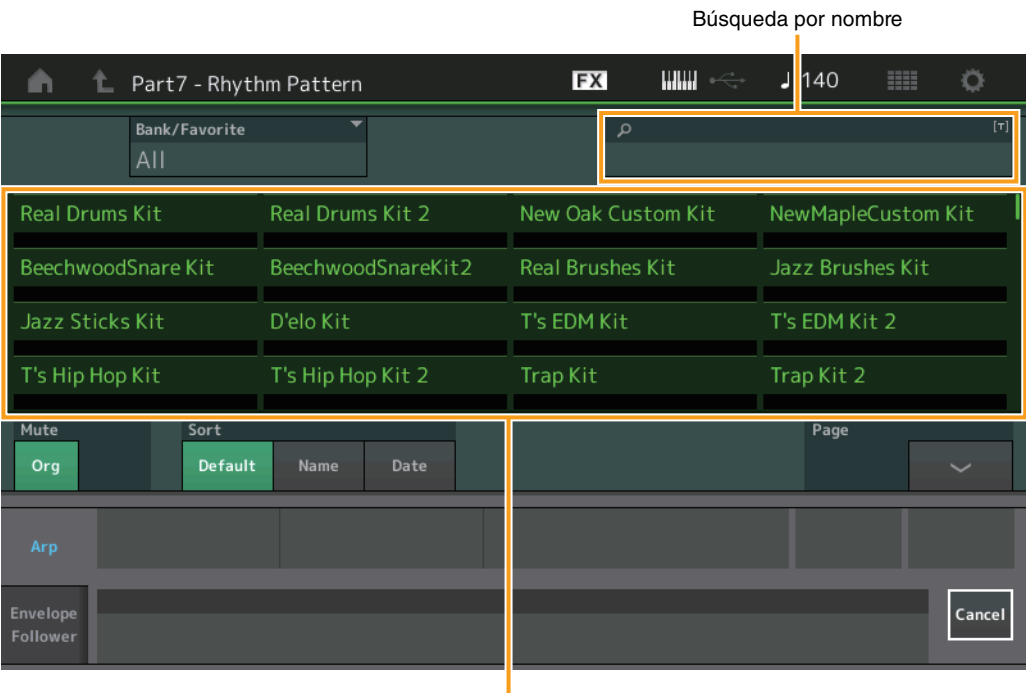 Búsqueda por nombre
Part7 - Rhythm Pattern FX ♩ 140
Bank/Favorite
All
[T]
Real Drums Kit Real Drums Kit 2 New Oak Custom Kit NewMapleCustom Kit
BeechwoodSnare Kit BeechwoodSnareKit2 Real Brushes Kit Jazz Brushes Kit
Jazz Sticks Kit D'elo Kit T's EDM Kit T's EDM Kit 2
T's Hip Hop Kit T's Hip Hop Kit 2 Trap Kit Trap Kit 2
Mute Sort Page
Org Default Name Date
Arp
Envelope
Follower
Cancel